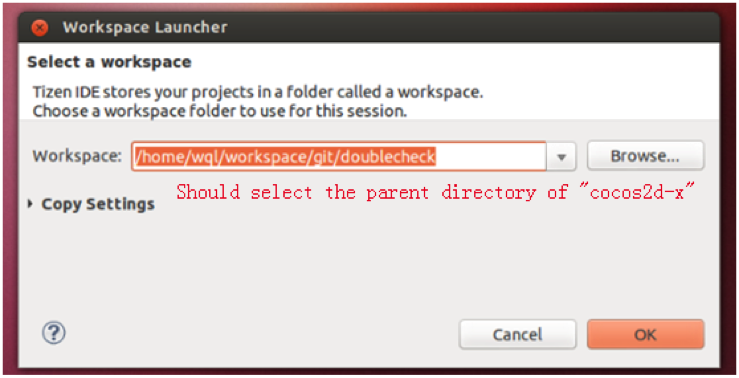 Workspace Launcher
Select a workspace
Tizen IDE stores your projects in a folder called a workspace.
Choose a workspace folder to use for this session.
Workspace: /home/wql/workspace/git/doublecheck Browse...
Should select the parent directory of "cocos2d-x"
Copy Settings
? Cancel OK